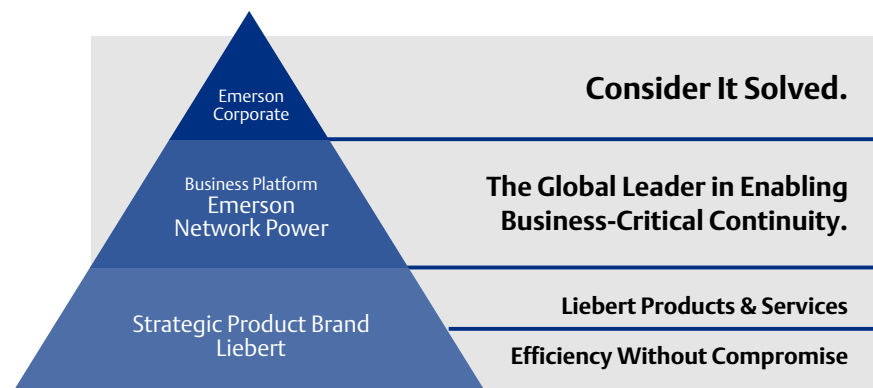 Emerson
Corporate
Consider It Solved.
Business Platform
Emerson
Network Power
The Global Leader in Enabling
Business-Critical Continuity.
Strategic Product Brand
Liebert
Liebert Products & Services
Efficiency Without Compromise